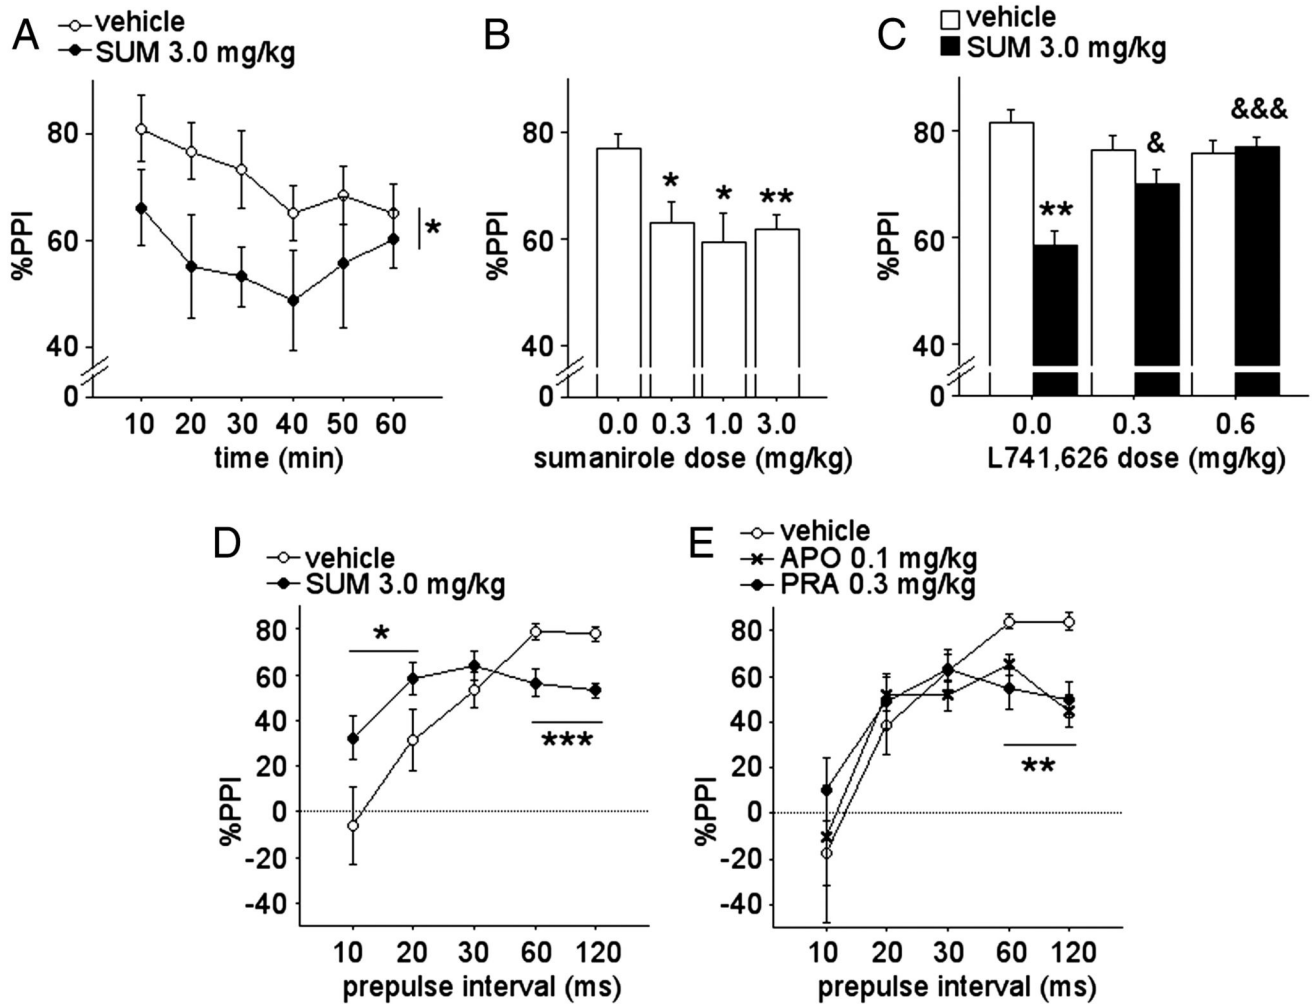 A
vehicle
SUM 3.0 mg/kg
%PPI
80
60
40
0
*
10 20 30 40 50 60
time (min)
B
%PPI
80
60
40
0
* * **
0.0 0.3 1.0 3.0
sumanirole dose (mg/kg)
C
vehicle
SUM 3.0 mg/kg
%PPI
80
60
40
0
** & &&&
0.0 0.3 0.6
L741,626 dose (mg/kg)
D
vehicle
SUM 3.0 mg/kg
%PPI
80
60
40
20
0
-20
-40
*
***
10 20 30 60 120
prepulse interval (ms)
E
vehicle
APO 0.1 mg/kg
PRA 0.3 mg/kg
%PPI
80
60
40
20
0
-20
-40
**
10 20 30 60 120
prepulse interval (ms)